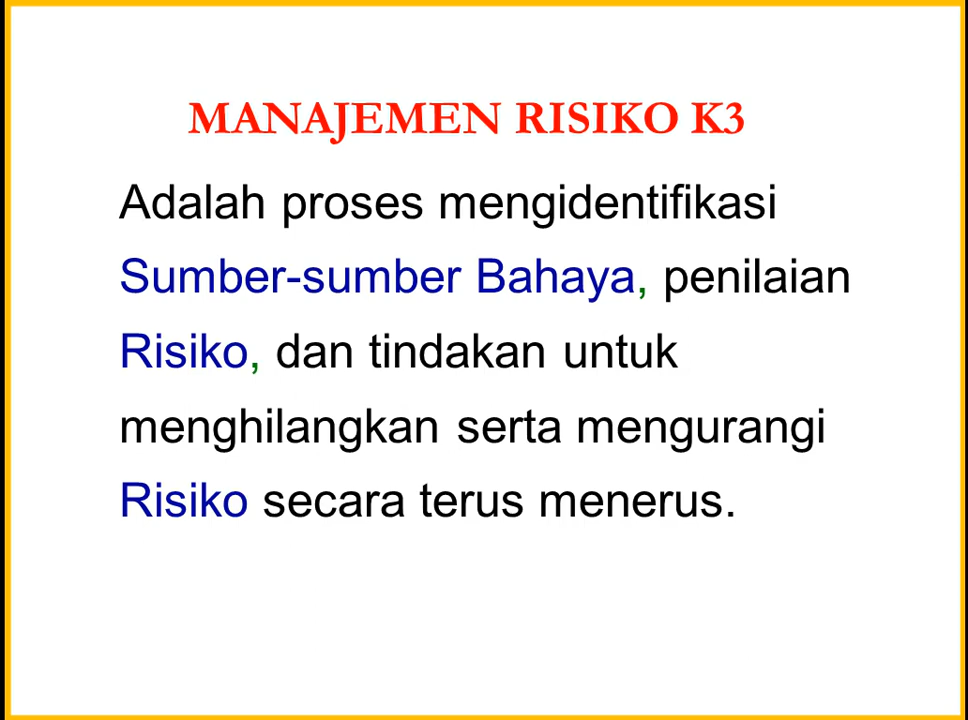 MANAJEMEN RISIKO K3
Adalah proses mengidentifikasi
Sumber-sumber Bahaya, penilaian
Risiko, dan tindakan untuk
menghilangkan serta mengurangi
Risiko secara terus menerus.